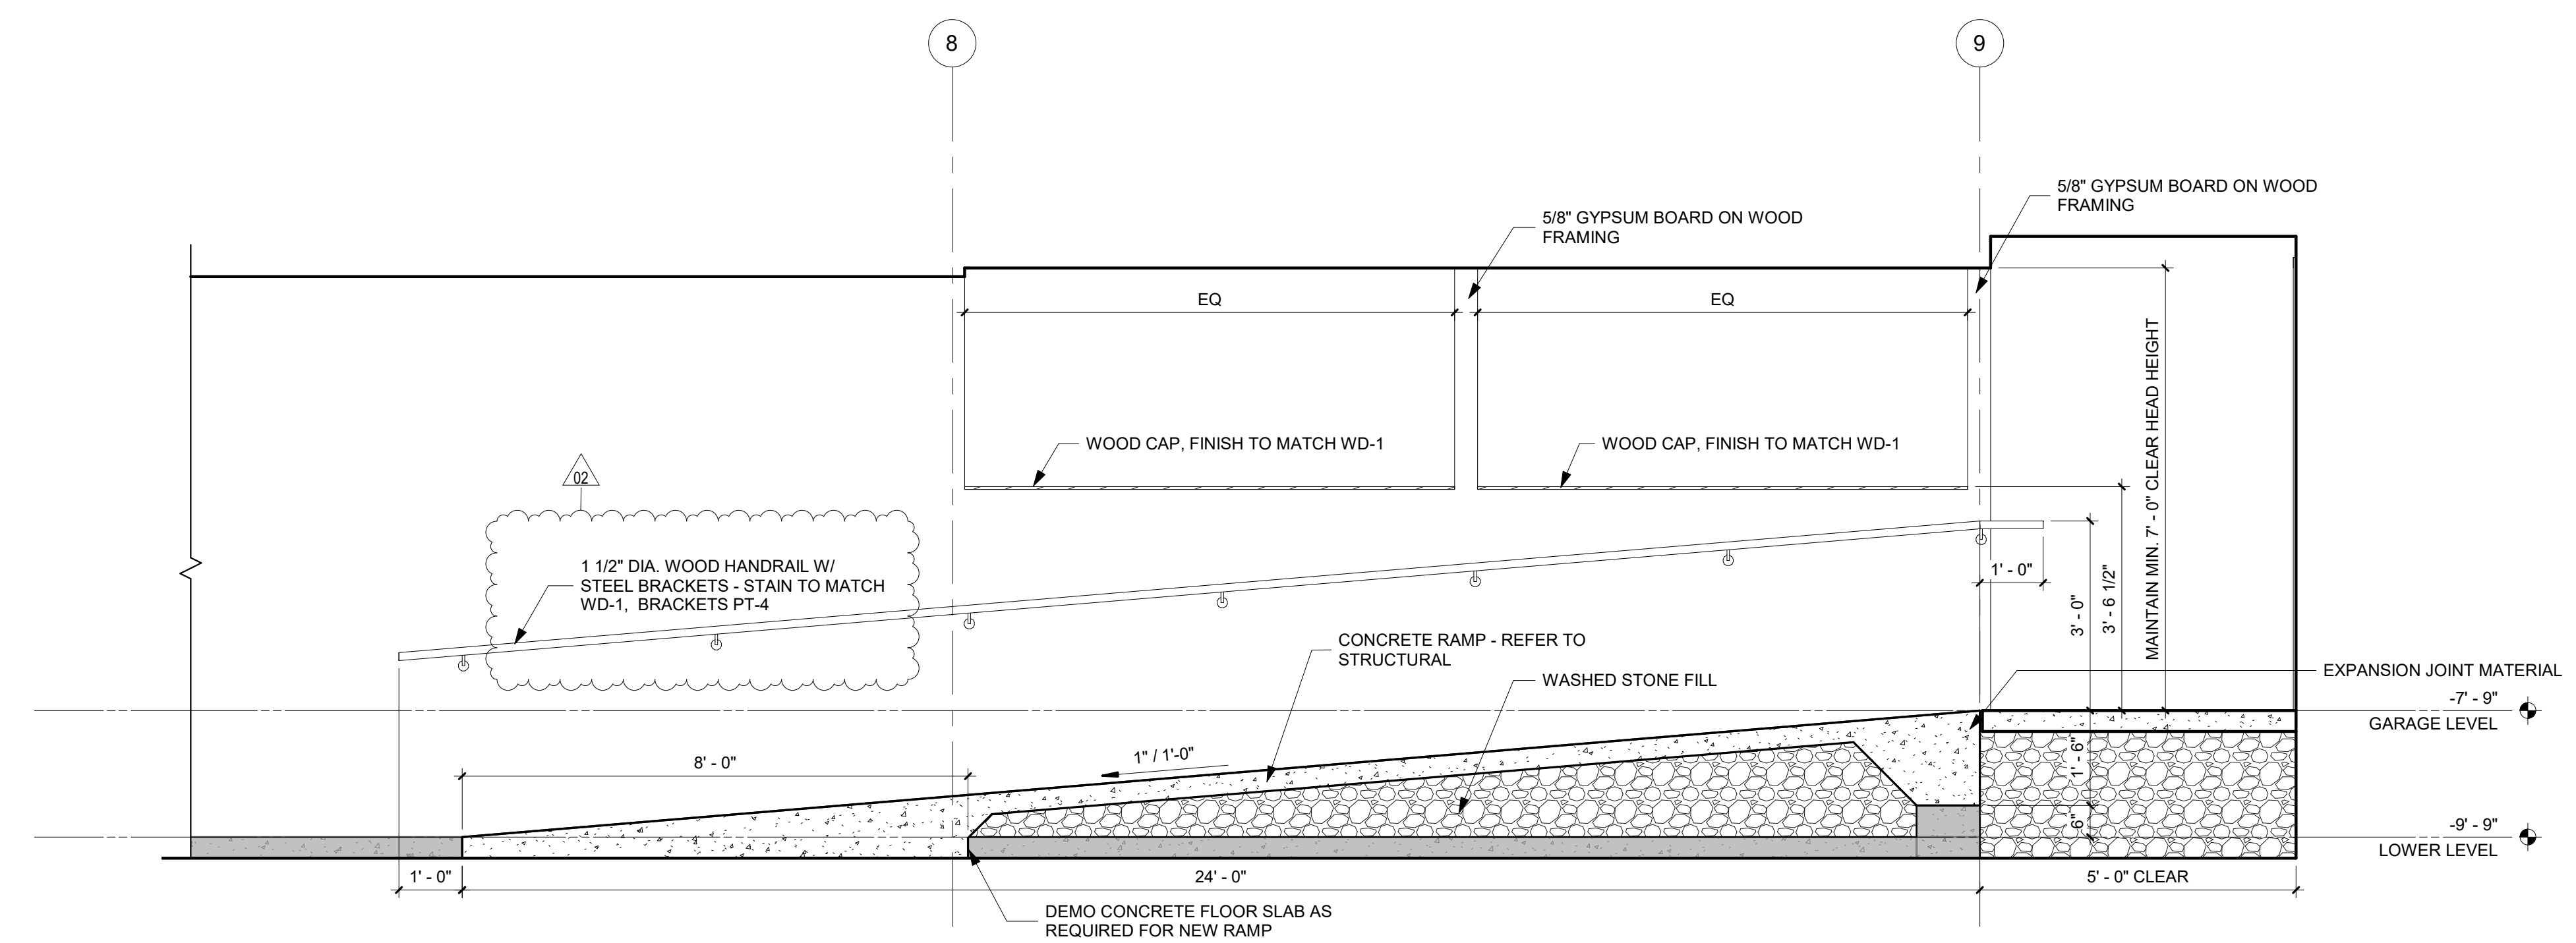 8
9
5/8" GYPSUM BOARD ON WOOD
FRAMING
5/8" GYPSUM BOARD ON WOOD
FRAMING
EQ
EQ
MAINTAIN MIN. 7' - 0" CLEAR HEAD HEIGHT
WOOD CAP, FINISH TO MATCH WD-1
WOOD CAP, FINISH TO MATCH WD-1
02
1 1/2" DIA. WOOD HANDRAIL W/
STEEL BRACKETS - STAIN TO MATCH
WD-1, BRACKETS PT-4
1' - 0"
3' - 0"
3' - 6 1/2"
CONCRETE RAMP - REFER TO
STRUCTURAL
WASHED STONE FILL
EXPANSION JOINT MATERIAL
-7' - 9"
GARAGE LEVEL
8' - 0"
1" / 1'-0"
1' - 6"
6"
-9' - 9"
LOWER LEVEL
1' - 0"
24' - 0"
5' - 0" CLEAR
DEMO CONCRETE FLOOR SLAB AS
REQUIRED FOR NEW RAMP